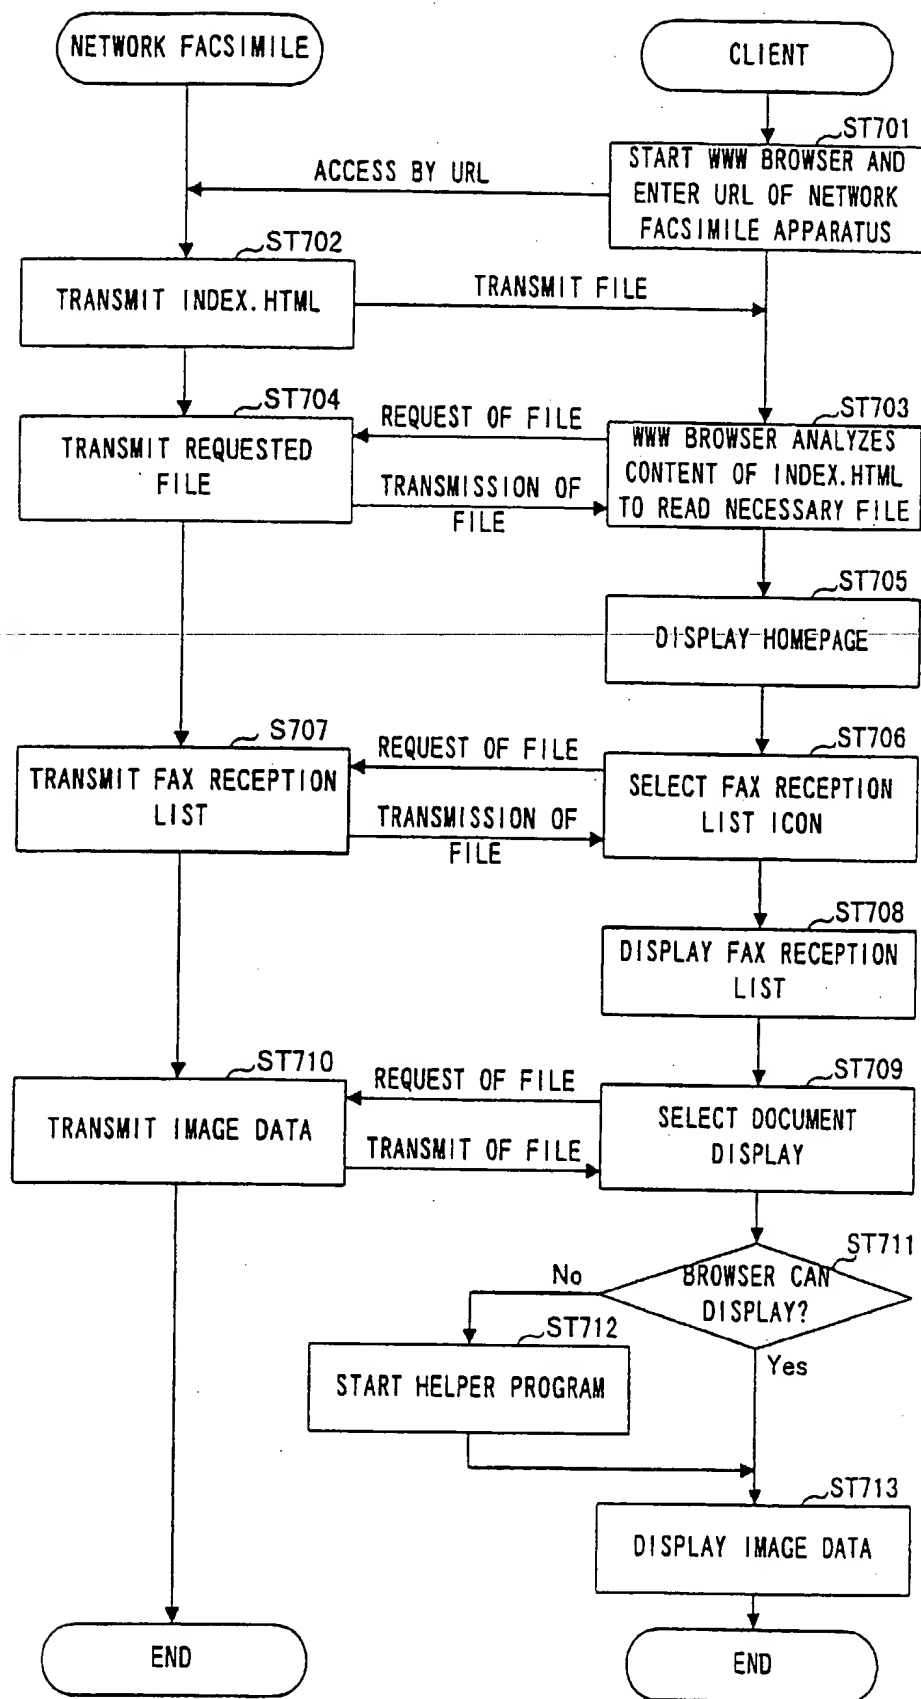 NETWORK FACSIMILE
CLIENT
ST701
START WWW BROWSER AND
ENTER URL OF NETWORK
FACSIMILE APPARATUS
ACCESS BY URL
ST702
TRANSMIT INDEX.HTML
TRANSMIT FILE
ST704
TRANSMIT REQUESTED
FILE
REQUEST OF FILE
TRANSMISSION OF
FILE
ST703
WWW BROWSER ANALYZES
CONTENT OF INDEX.HTML
TO READ NECESSARY FILE
ST705
DISPLAY HOMEPAGE
S707
TRANSMIT FAX RECEPTION
LIST
REQUEST OF FILE
TRANSMISSION OF
FILE
ST706
SELECT FAX RECEPTION
LIST ICON
ST708
DISPLAY FAX RECEPTION
LIST
ST710
TRANSMIT IMAGE DATA
REQUEST OF FILE
TRANSMIT OF FILE
ST709
SELECT DOCUMENT
DISPLAY
ST711
BROWSER CAN
DISPLAY?
No
Yes
ST712
START HELPER PROGRAM
ST713
DISPLAY IMAGE DATA
END
END